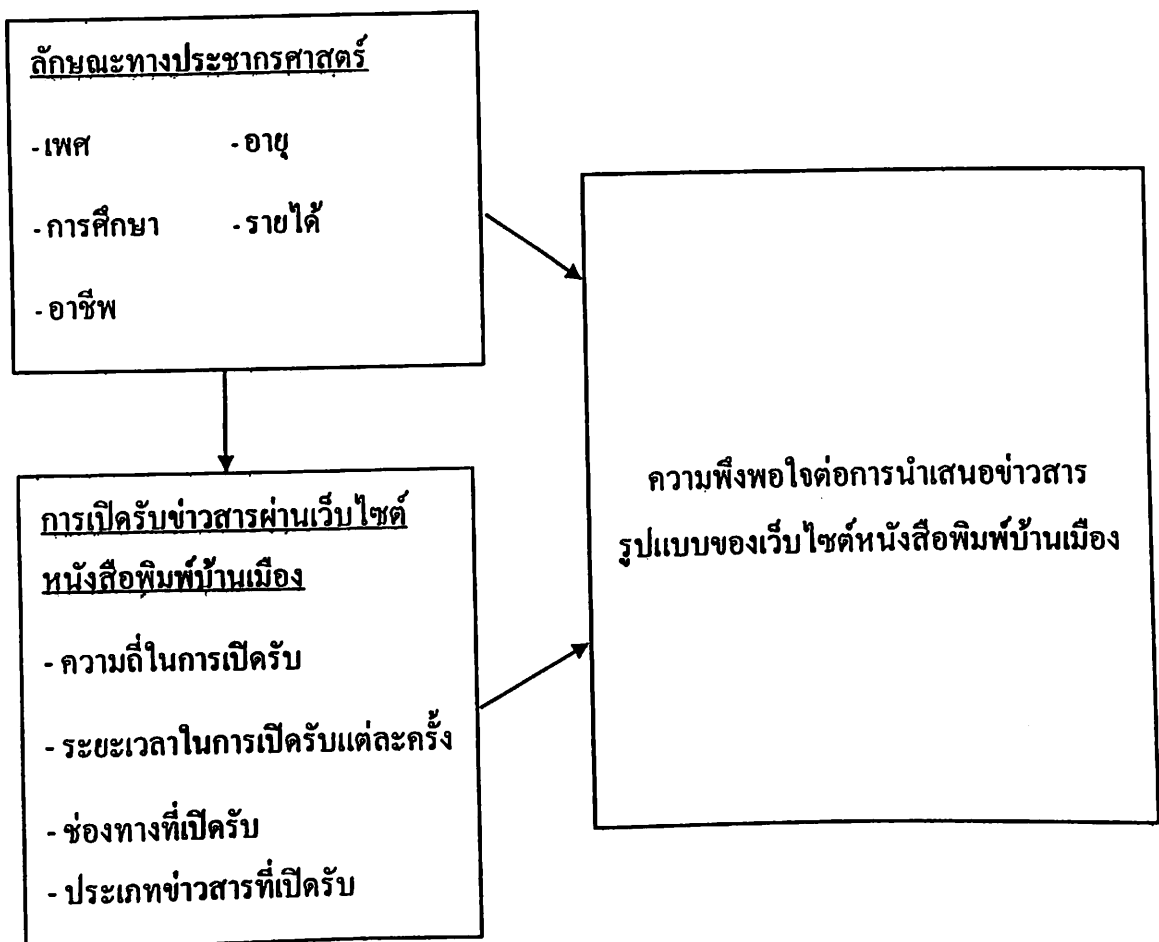 ลักษณะทางประชากรศาสตร์
-เพศ -อายุ
-การศึกษา -รายได้
-อาชีพ
การเปิดรับข่าวสารผ่านเว็บไซต์
หนังสือพิมพ์บ้านเมือง
- ความถี่ในการเปิดรับ
- ระยะเวลาในการเปิดรับแต่ละครั้ง
- ช่องทางที่เปิดรับ
- ประเภทข่าวสารที่เปิดรับ
ความพึงพอใจต่อการนำเสนอข่าวสาร
รูปแบบของเว็บไซต์หนังสือพิมพ์บ้านเมือง